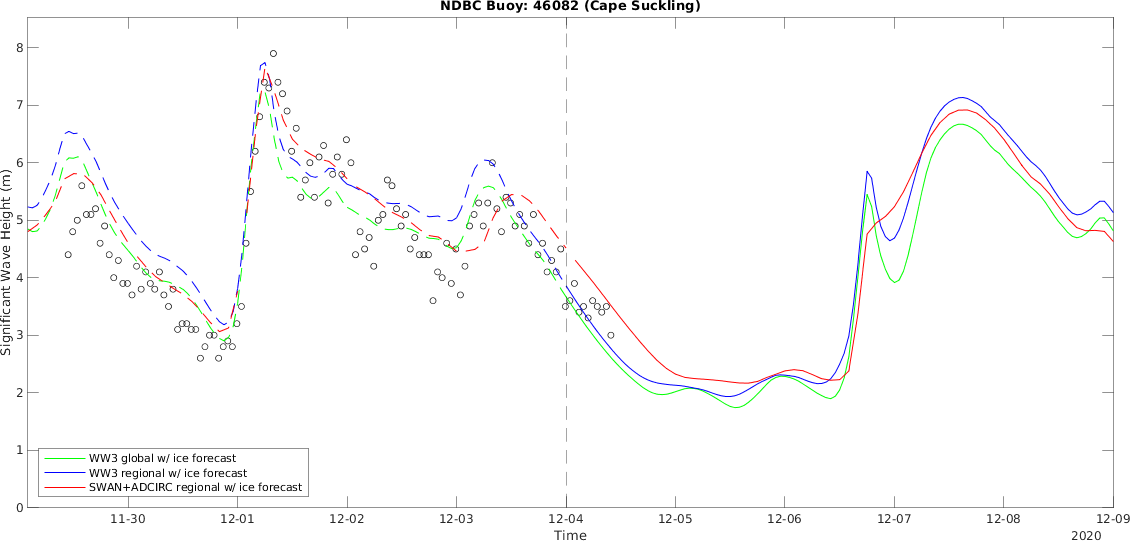 NDBC Buoy: 46082 (Cape Suckling)
8
7
6
5
4
3
2
1
0
Significant Wave Height (m)
WW3 global w/ ice forecast
WW3 regional w/ ice forecast
SWAN+ADCIRC regional w/ ice forecast
11-30 12-01 12-02 12-03 12-04 12-05 12-06 12-07 12-08 12-09
Time
2020